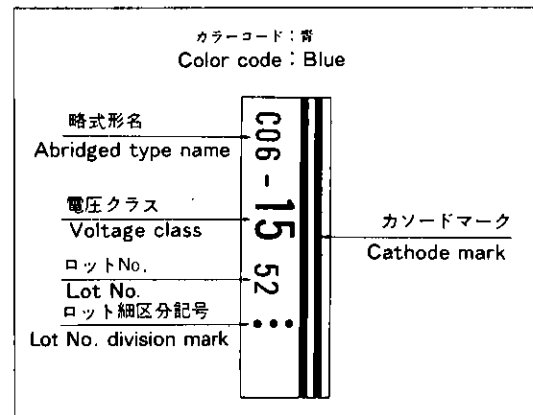 カラーコード：青
Color code : Blue
略式形名
Abridged type name
電圧クラス
Voltage class
ロットNo.
Lot No.
ロット細区分記号
Lot No. division mark
C06-15 52
カソードマーク
Cathode mark